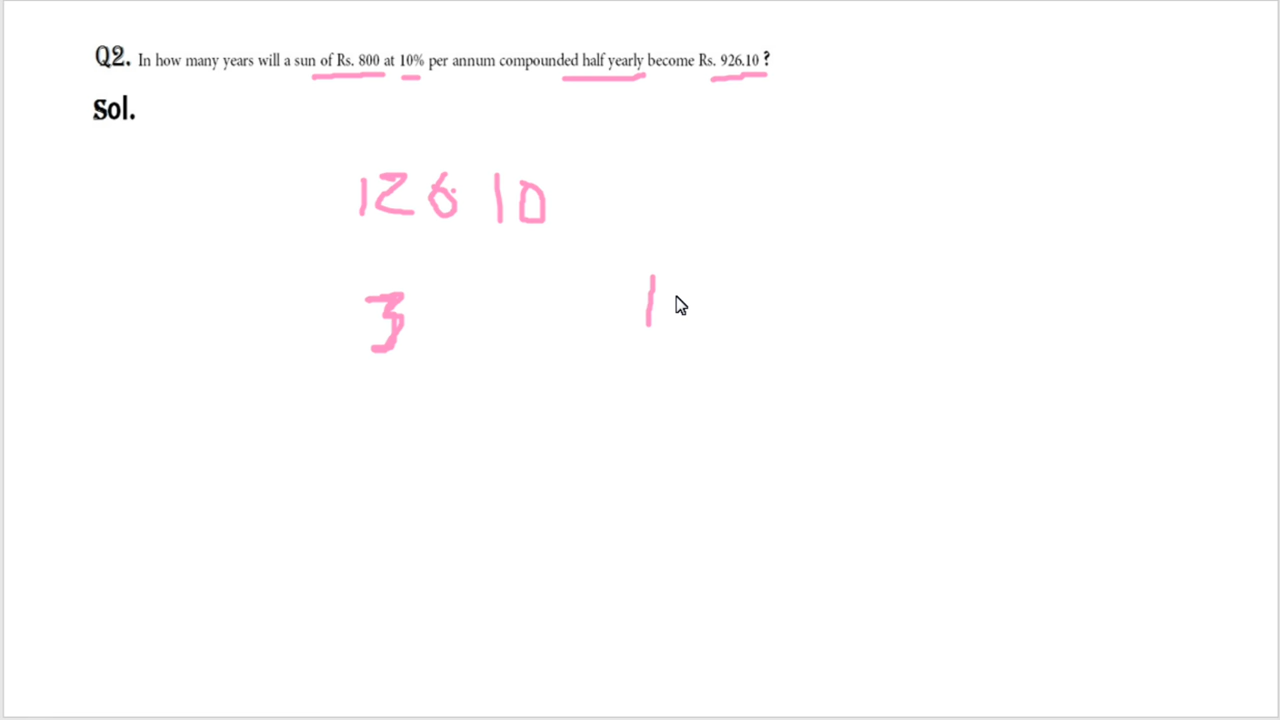 Q2. In how many years will a sun of Rs. 800 at 10% per annum compounded half yearly become Rs. 926.10 ?
Sol.
126 10
3 1